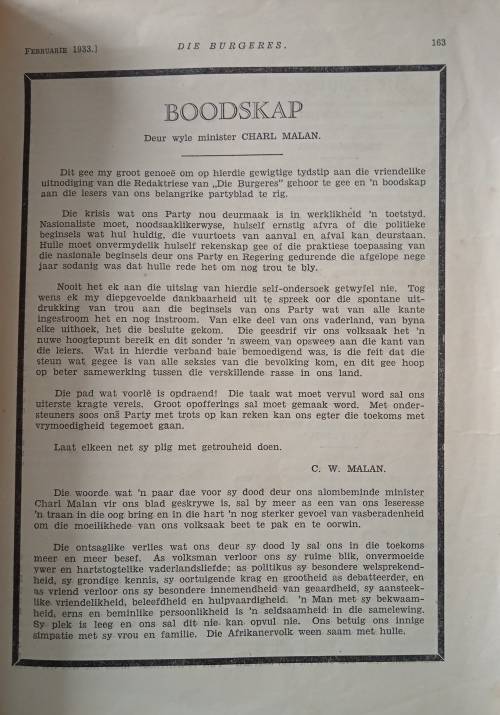 FEBRUARIE 1933.)
DIE BURGERES.
163
BOODSKAP
Deur wyle minister CHARL MALAN.
Dit gee my groot genoeë om op hierdie gewigtige tydstip aan die vriendelike
uitnodiging van die Redaktriese van „Die Burgeres" gehoor te gee en 'n boodskap
aan die lesers van ons belangrike partyblad te rig.
Die krisis wat ons Party nou deurmaak is in werklikheid 'n toetstyd.
Nasionaliste moet, noodsaaklikerwyse, hulself ernstig afvra of die politieke
beginsels wat hul huldig, die vuurtoets van aanval en afval kan deurstaan.
Hulle moet onvermydelik hulself rekenskap gee of die praktiese toepassing van
die nasionale beginsels deur ons Party en Regering gedurende die afgelope nege
jaar sodanig was dat hulle rede het om nog trou te bly.
Nooit het ek aan die uitslag van hierdie self-ondersoek getwyfel nie. Tog
wens ek my diepgevoelde dankbaarheid uit te spreek oor die spontane uit-
drukking van trou aan die beginsels van ons Party wat van alle kante
ingestroom het en nog instroom. Van elke deel van ons vaderland, van byna
elke uithoek, het die besluite gekom. Die geesdrif vir ons volksaak het 'n
nuwe hoogtepunt bereik en dit sonder 'n sweem van opsweep aan die kant van
die leiers. Wat in hierdie verband baie bemoedigend was, is die feit dat die
steun wat gegee is van alle seksies van die bevolking kom, en dit gee hoop
op beter samewerking tussen die verskillende rasse in ons land.
Die pad wat voorlê is opdraend! Die taak wat moet vervul word sal ons
uiterste kragte vereis. Groot opofferings sal moet gemaak word. Met onder-
steuners soos ons Party met trots op kan reken kan ons egter die toekoms met
vrymoedigheid tegemoet gaan.
Laat elkeen net sy plig met getrouheid doen.
C. W. MALAN.
Die woorde wat 'n paar dae voor sy dood deur ons alombeminde minister
Charl Malan vir ons blad geskrywe is, sal by meer as een van ons leseresse
'n traan in die oog bring en in die hart 'n nog sterker gevoel van vasberadenheid
om die moeilikhede van ons volksaak beet te pak en te oorwin.
Die ontsaglike verlies wat ons deur sy dood ly sal ons in die toekoms
meer en meer besef. As volksman verloor ons sy ruime blik, onvermoeide
ywer en hartstogtelike vaderlandsliefde; as politikus sy besondere welsprekend-
heid, sy grondige kennis, sy oortuigende krag en grootheid as debatteerder, en
as vriend verloor ons sy besondere innemendheid van geaardheid, sy aansteek-
like vriendelikheid, beleefdheid en hulpvaardigheid. 'n Man met sy bekwaam-
heid, erns en beminlike persoonlikheid is 'n seldsaamheid in die samelewing.
Sy plek is leeg en ons sal dit nie kan opvul nie. Ons betuig ons innige
simpatie met sy vrou en familie. Die Afrikanervolk ween saam met hulle.